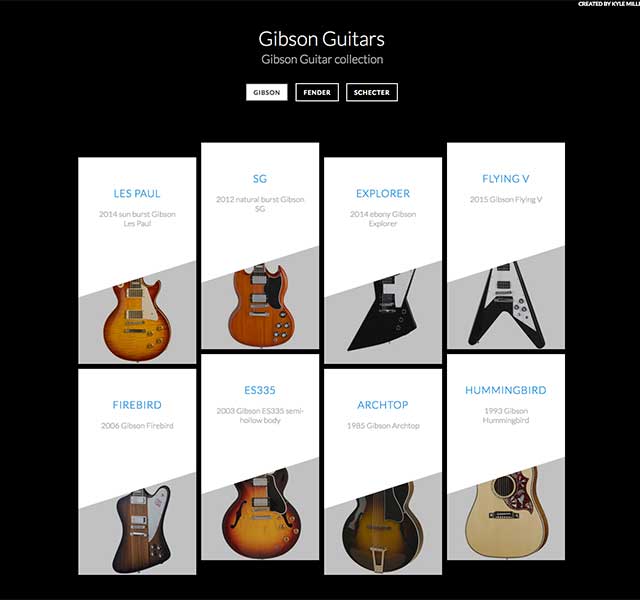 CREATED BY KYLE MILL
Gibson Guitars
Gibson Guitar collection
GIBSON
FENDER
SCHECTER
LES PAUL
2014 sun burst Gibson
Les Paul
SG
2012 natural burst Gibson
SG
EXPLORER
2014 ebony Gibson
Explorer
FLYING V
2015 Gibson Flying V
FIREBIRD
2006 Gibson Firebird
ES335
2003 Gibson ES335 semi-
hollow body
ARCHTOP
1985 Gibson Archtop
HUMMINGBIRD
1993 Gibson
Hummingbird